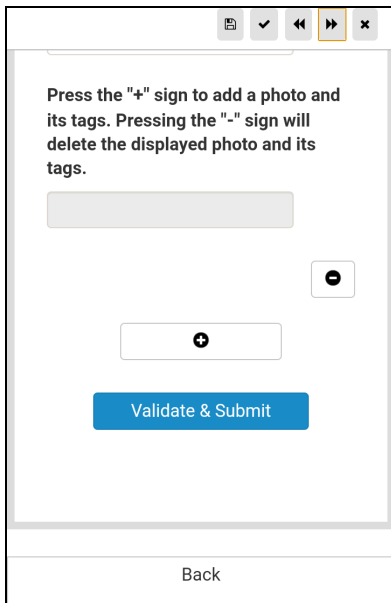 Press the "+" sign to add a photo and
its tags. Pressing the "-" sign will
delete the displayed photo and its
tags.
Validate & Submit
Back